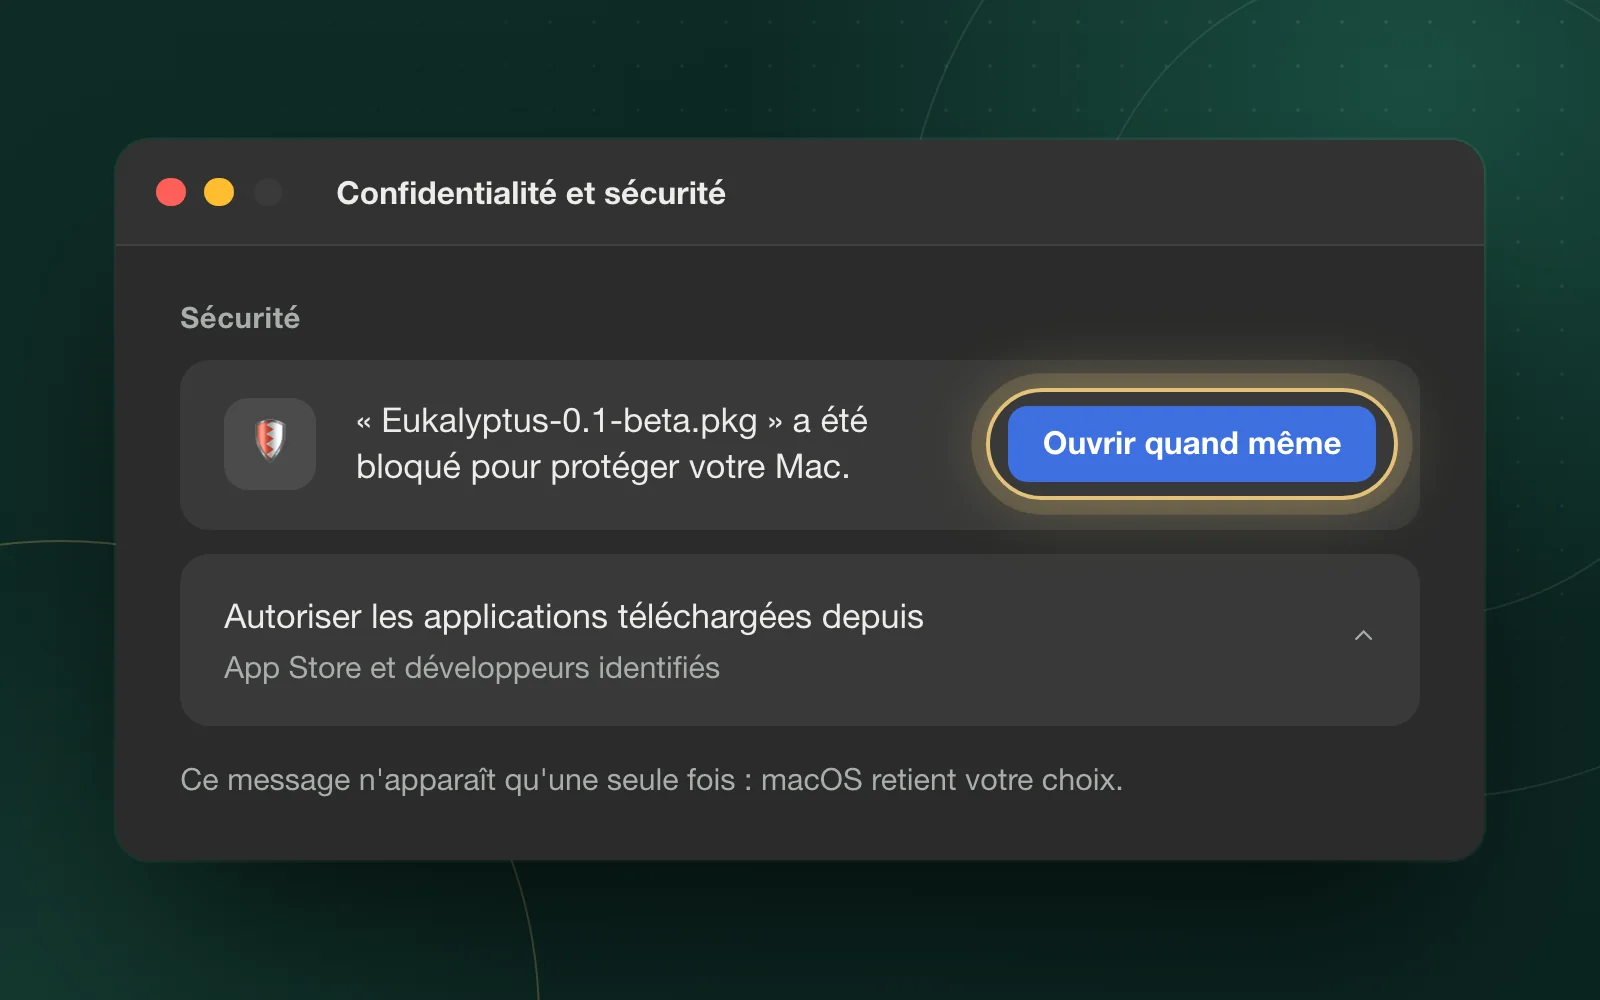 Confidentialité et sécurité
Sécurité
« Eukalyptus-0.1-beta.pkg » a été
bloqué pour protéger votre Mac.
Ouvrir quand même
Autoriser les applications téléchargées depuis
App Store et développeurs identifiés
Ce message n'apparaît qu'une seule fois : macOS retient votre choix.